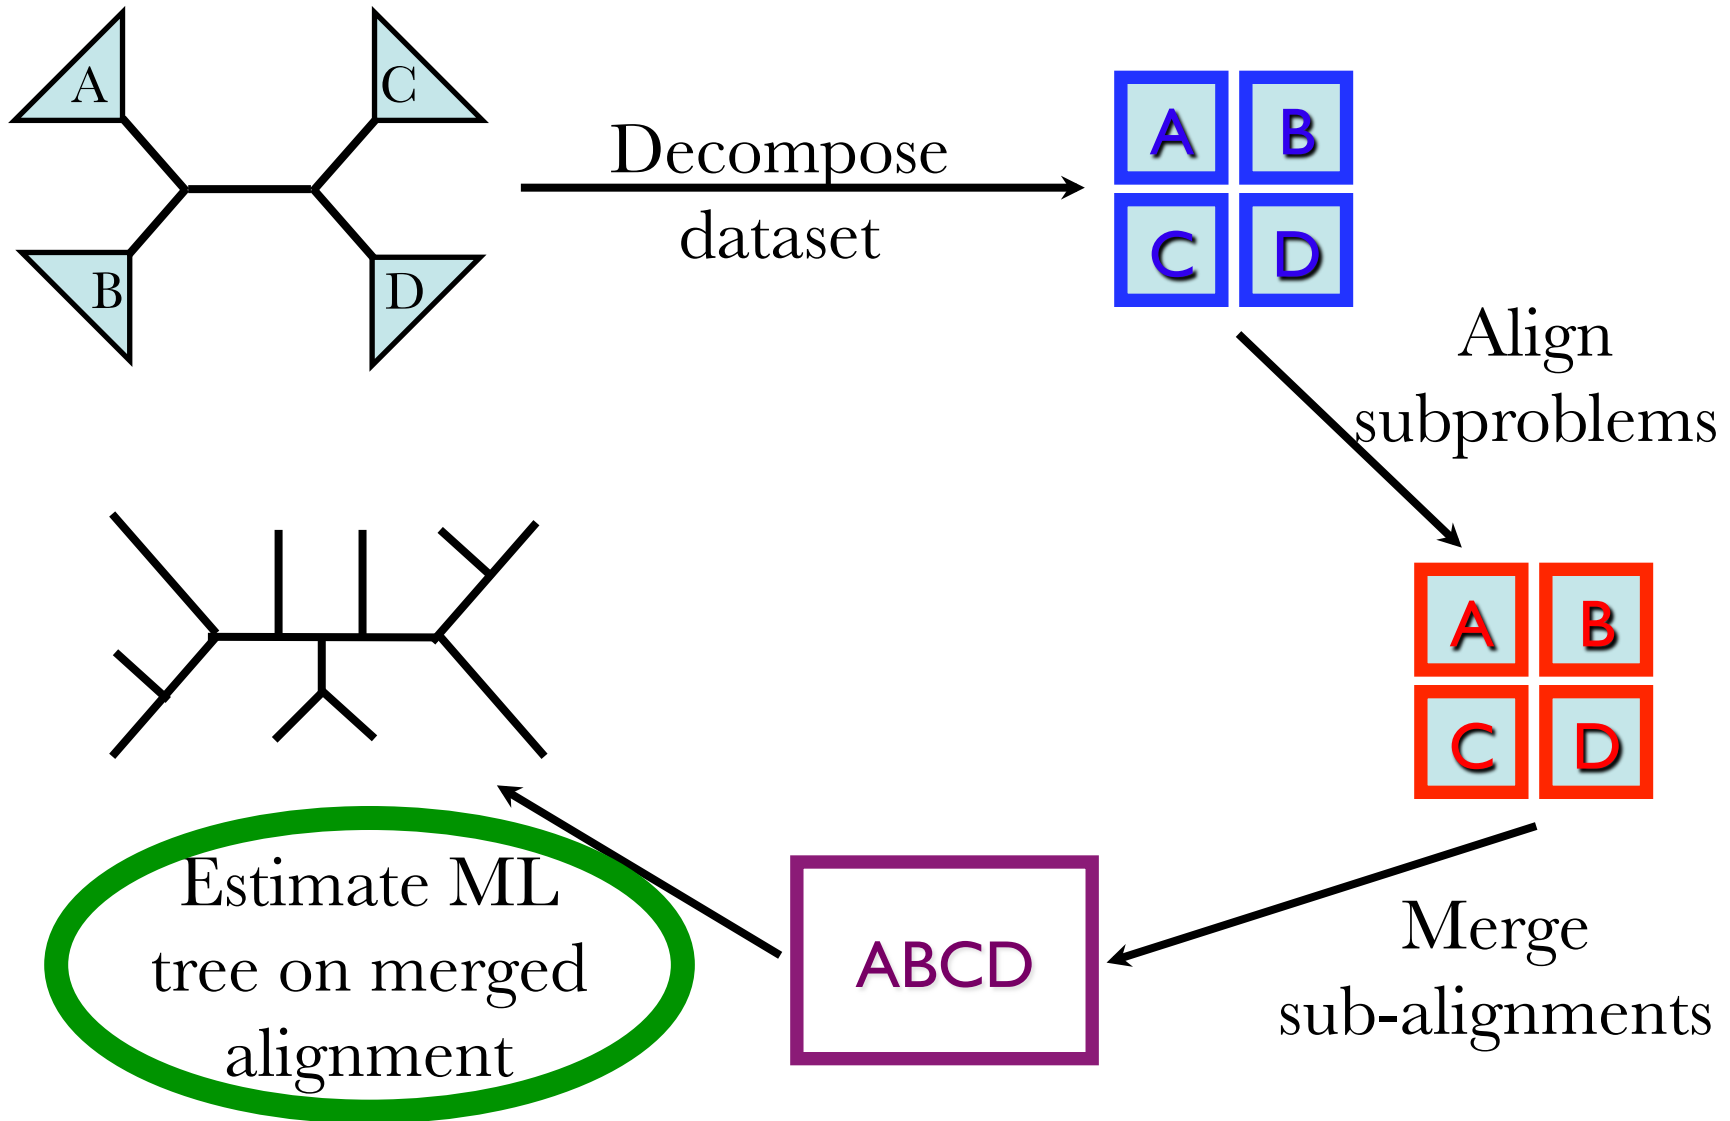 A
C
B
D
Decompose
dataset
A B
C D
Align
subproblems
A B
C D
Merge
sub-alignments
ABCD
Estimate ML
tree on merged
alignment